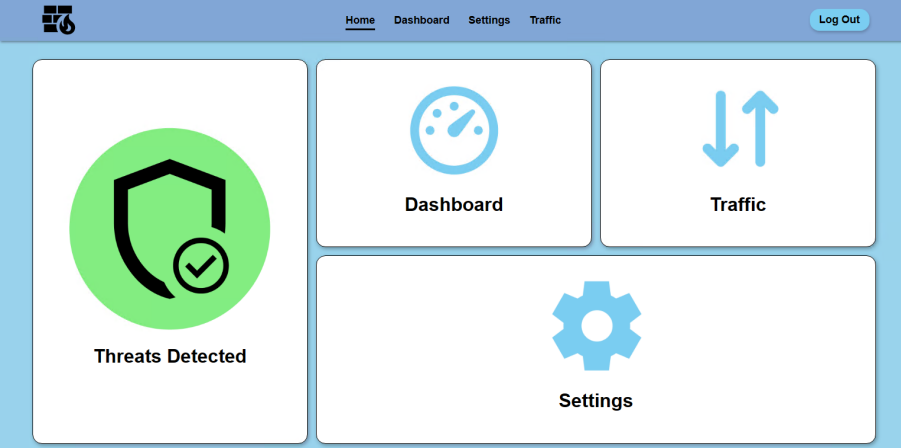 Home Dashboard Settings Traffic Log Out
Dashboard
Traffic
Threats Detected
Settings